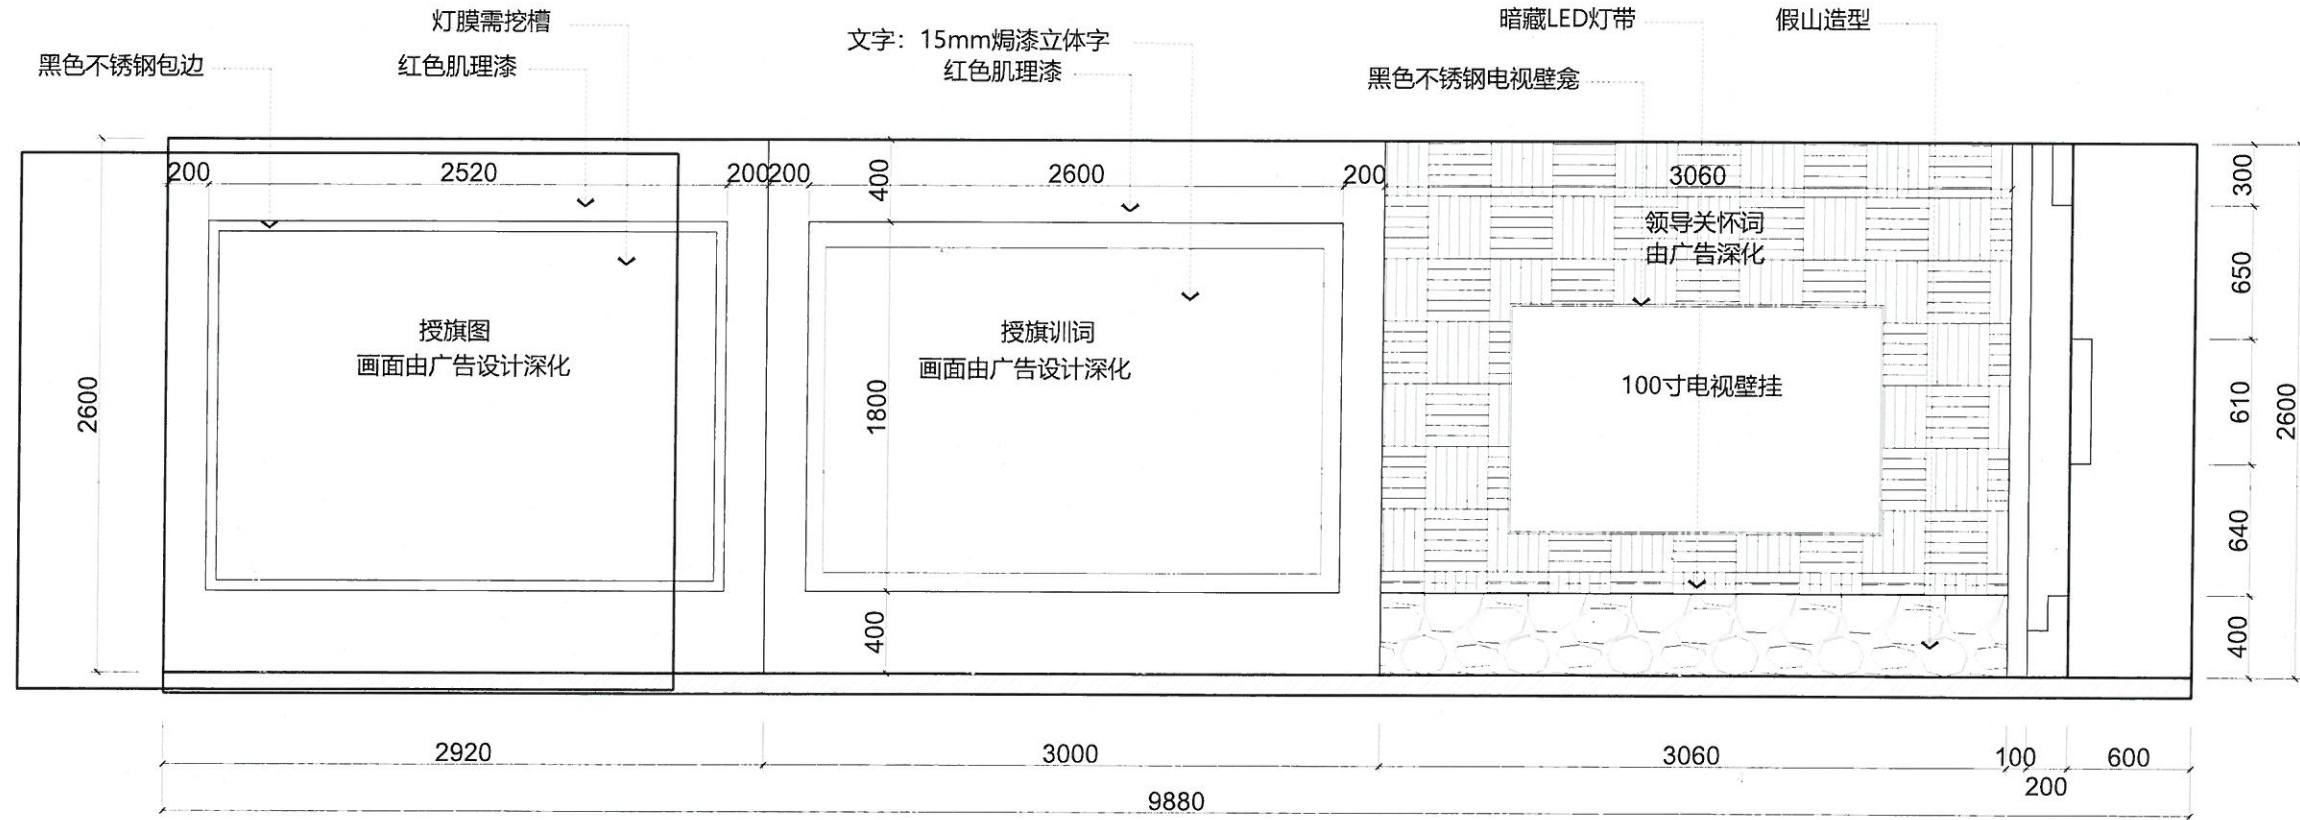 灯膜需挖槽
暗藏LED灯带
假山造型
文字：15mm焗漆立体字
黑色不锈钢包边
红色肌理漆
红色肌理漆
黑色不锈钢电视壁龛
200
2520
200
200
400
2600
200
3060
300
领导关怀词
由广告深化
650
授旗图
画面由广告设计深化
授旗训词
画面由广告设计深化
100寸电视壁挂
2600
1800
610
2600
640
400
400
2920
3000
3060
100
200
600
9880